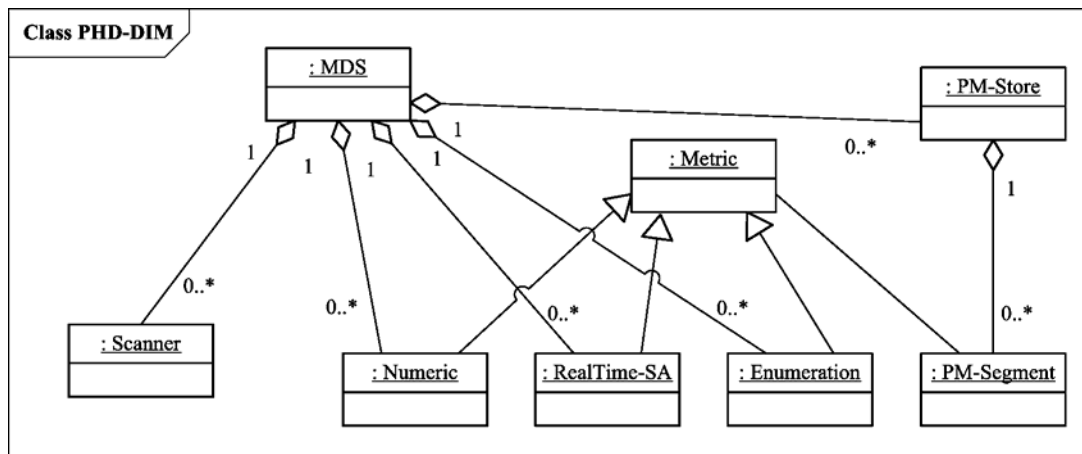 Class PHD-DIM
: MDS
: PM-Store
1
0..*
: Metric
1
1
1
1
1
0..*
0..*
0..*
0..*
0..*
: Scanner
: Numeric
: RealTime-SA
: Enumeration
: PM-Segment